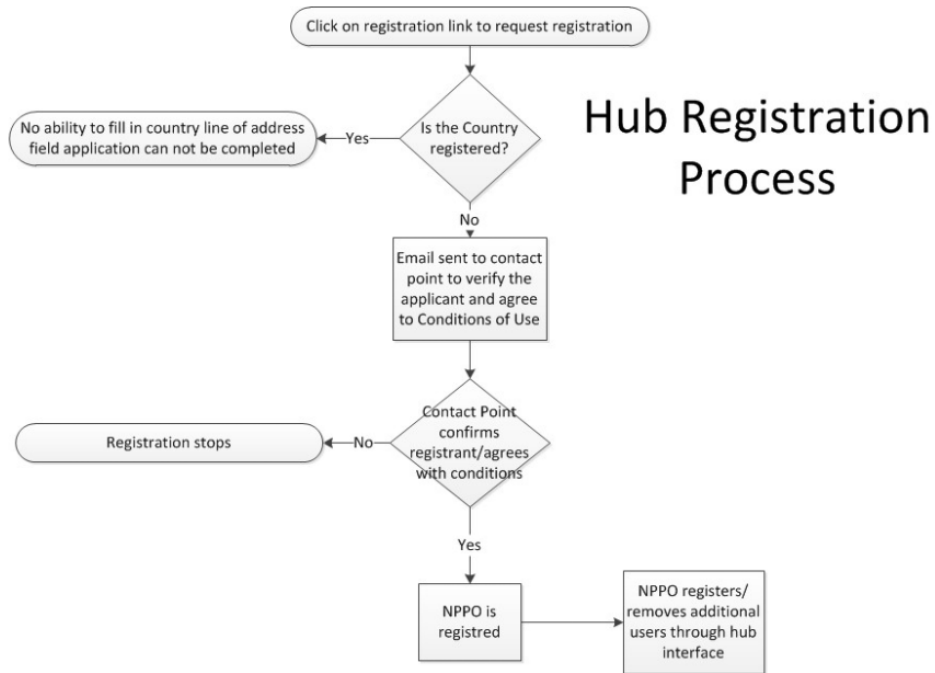 Click on registration link to request registration
Hub Registration
Process
Is the Country
registered?
Yes
No ability to fill in country line of address
field application can not be completed
No
Email sent to contact
point to verify the
applicant and agree
to Conditions of Use
Contact Point
confirms
registrant/agrees
with conditions
No
Registration stops
Yes
NPPO is
registred
NPPO registers/
removes additional
users through hub
interface